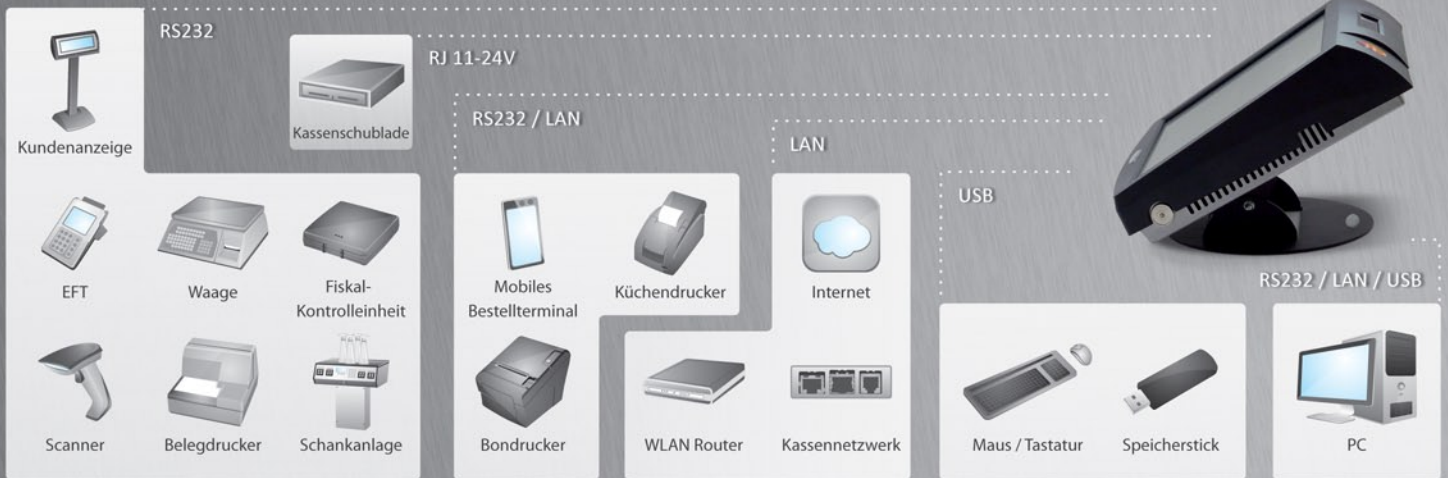 RS232
RJ 11-24V
Kassenschublade
Kundenanzeige
RS232 / LAN
LAN
USB
RS232 / LAN / USB
EFT
Waage
Fiskal-
Kontrolleinheit
Mobiles
Bestellterminal
Küchendrucker
Internet
Scanner
Belegdrucker
Schankanlage
Bondrucker
WLAN Router
Kassennetzwerk
Maus / Tastatur
Speicherstick
PC